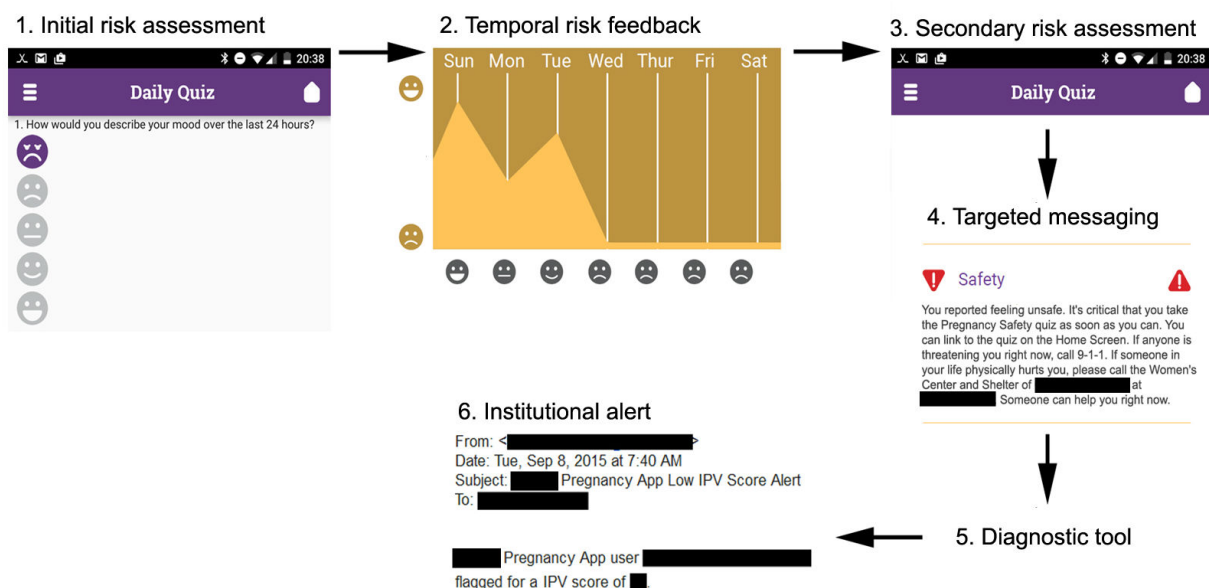 1. Initial risk assessment
20:38
Daily Quiz
1. How would you describe your mood over the last 24 hours?
2. Temporal risk feedback
Sun Mon Tue Wed Thur Fri Sat
3. Secondary risk assessment
20:38
Daily Quiz
4. Targeted messaging
Safety
You reported feeling unsafe. It's critical that you take
the Pregnancy Safety quiz as soon as you can. You
can link to the quiz on the Home Screen. If anyone is
threatening you right now, call 9-1-1. If someone in
your life physically hurts you, please call the Women's
Center and Shelter of at
Someone can help you right now.
5. Diagnostic tool
6. Institutional alert
From: < >
Date: Tue, Sep 8, 2015 at 7:40 AM
Subject: Pregnancy App Low IPV Score Alert
To:
Pregnancy App user
flagged for a IPV score of .